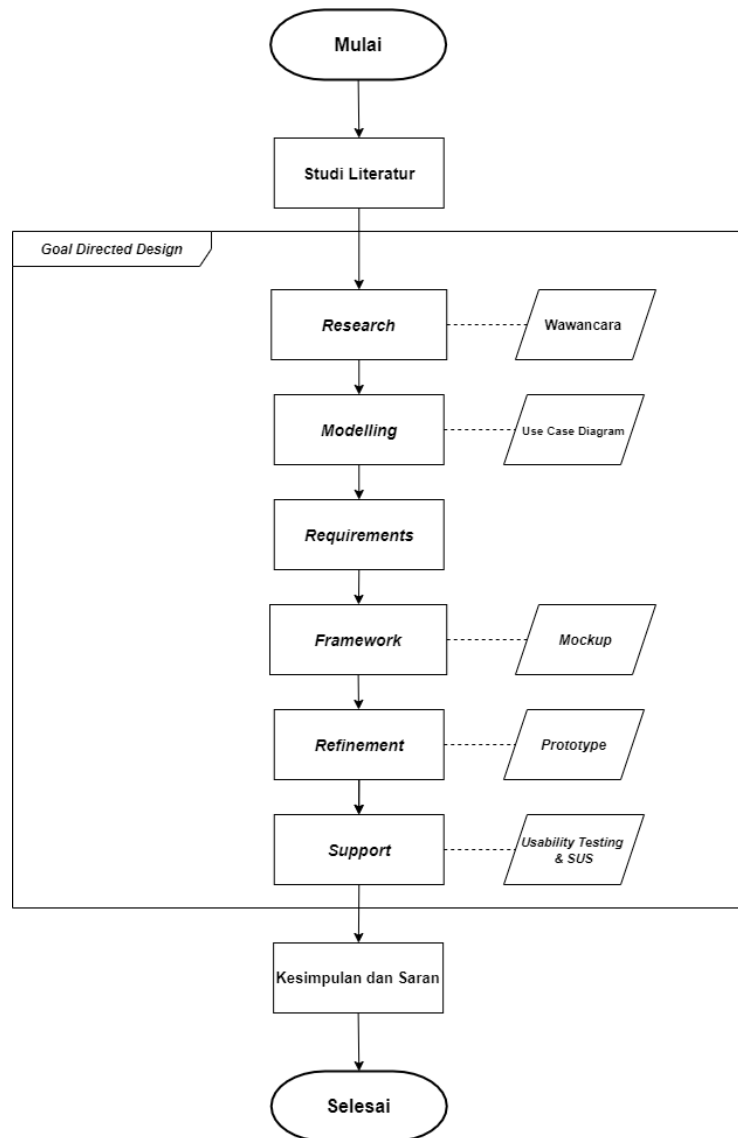 Mulai
Studi Literatur
Goal Directed Design
Research
Wawancara
Modelling
Use Case Diagram
Requirements
Framework
Mockup
Refinement
Prototype
Support
Usability Testing
& SUS
Kesimpulan dan Saran
Selesai